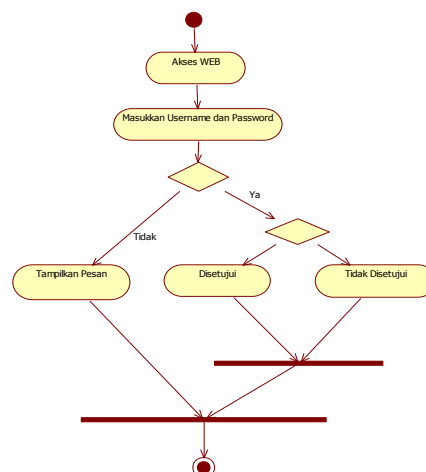 Akses WEB
Masukkan Username dan Password
Ya
Tidak
Tampilkan Pesan
Disetujui
Tidak Disetujui